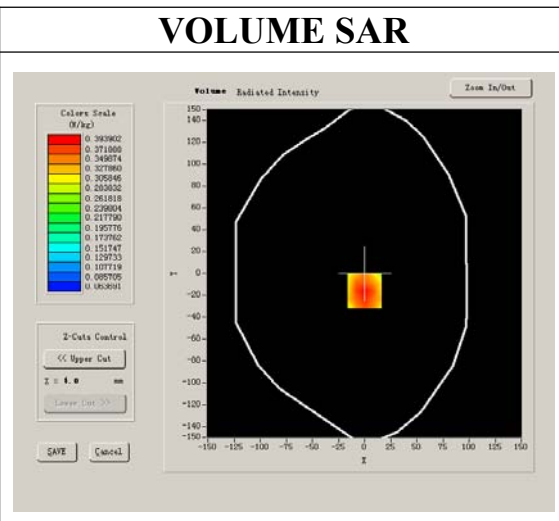 VOLUME SAR
Volume Radiated Intensity
Zoom In/Out
Colors Scale
(W/kg)
0.393902
0.371888
0.349874
0.327860
0.305846
0.283832
0.261818
0.239804
0.217790
0.195776
0.173762
0.151747
0.129733
0.107719
0.085705
0.063691
Z-Cuts Control
<< Upper Cut
Z = 4.0 mm
Lower Cut >>
SAVE
Cancel
150
140
120
100
80
60
40
20
0
-20
-40
-60
-80
-100
-120
-140
-150
Y
-150 -125 -100 -75 -50 -25 0 25 50 75 100 125 150
X